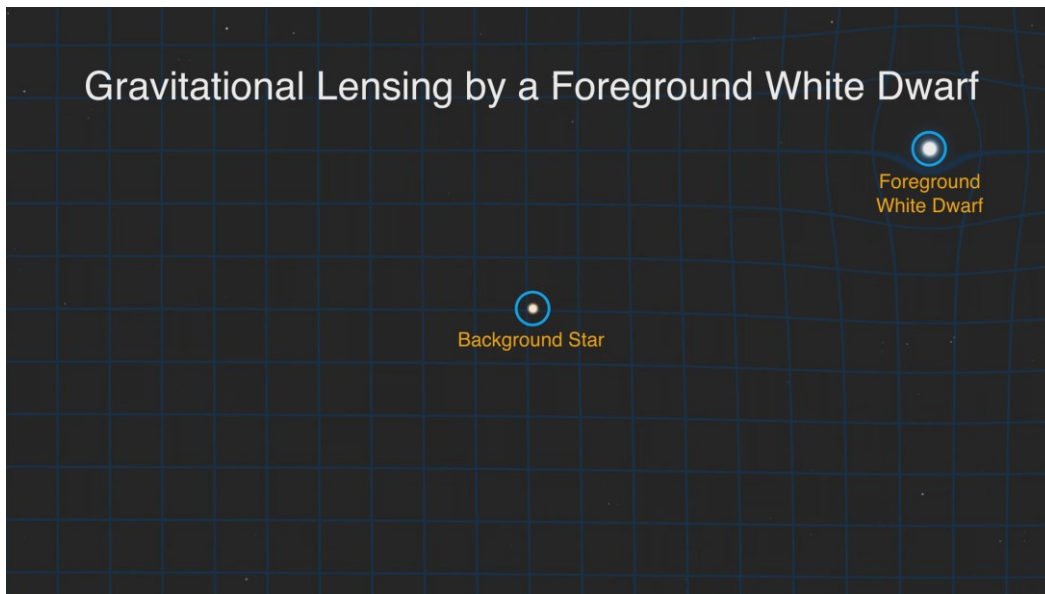 Gravitational Lensing by a Foreground White Dwarf
Foreground
White Dwarf
Background Star